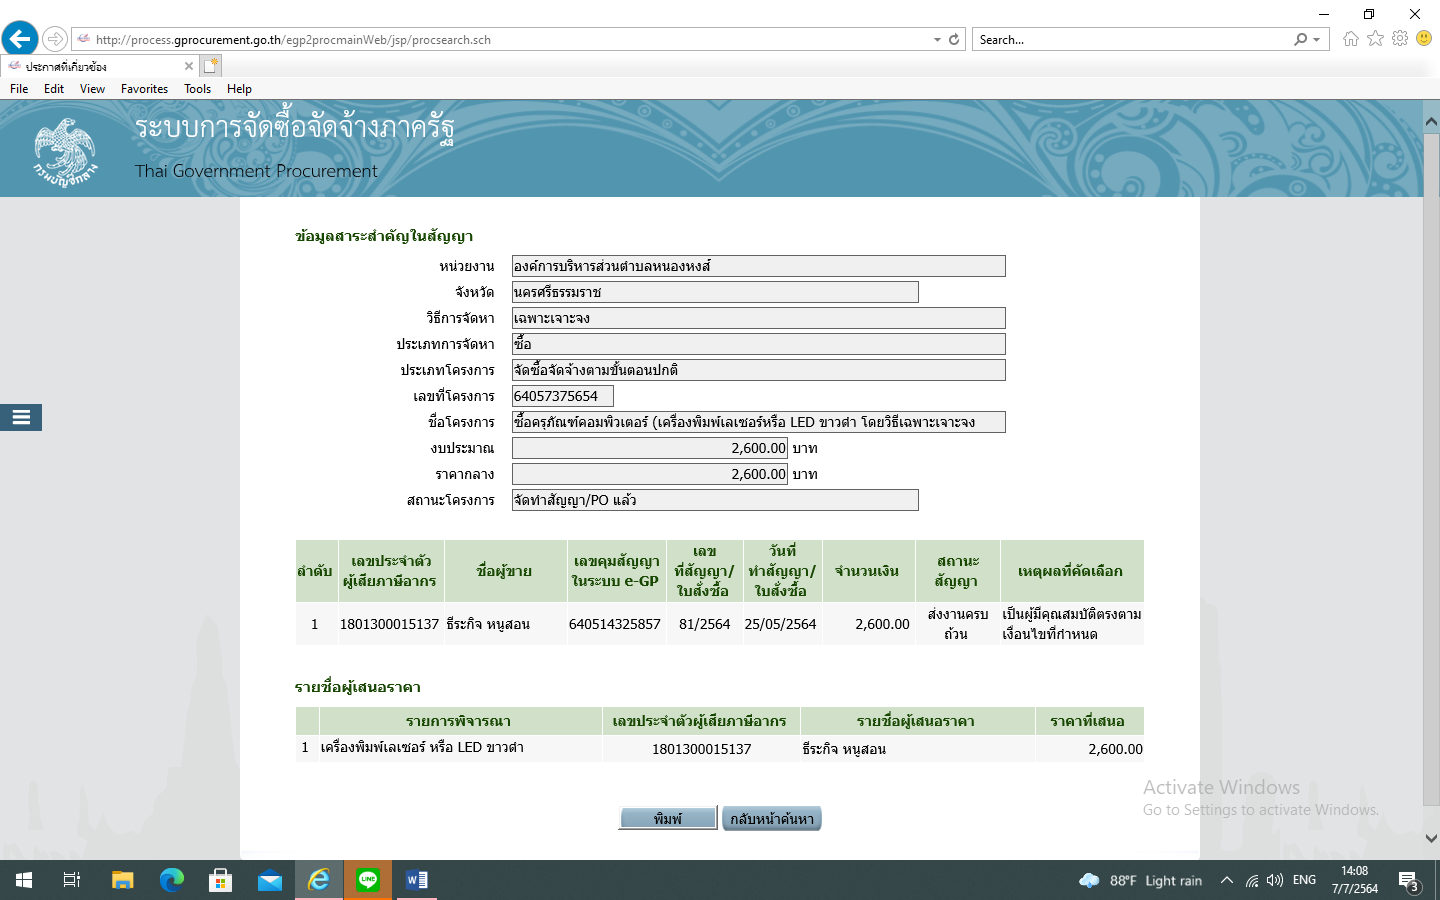 http://process.gprocurement.go.th/egp2procmainWeb/jsp/procsearch.sch
Search...
ประกาศที่เกี่ยวข้อง
File Edit View Favorites Tools Help
ระบบการจัดซื้อจัดจ้างภาครัฐ
Thai Government Procurement
กรมบัญชีกลาง
ข้อมูลสาระสำคัญในสัญญา
หน่วยงาน องค์การบริหารส่วนตำบลหนองหงส์
จังหวัด นครศรีธรรมราช
วิธีการจัดหา เฉพาะเจาะจง
ประเภทการจัดหา ซื้อ
ประเภทโครงการ จัดซื้อจัดจ้างตามขั้นตอนปกติ
เลขที่โครงการ 64057375654
ชื่อโครงการ ซื้อครุภัณฑ์คอมพิวเตอร์ (เครื่องพิมพ์เลเซอร์หรือ LED ขาวดำ โดยวิธีเฉพาะเจาะจง
งบประมาณ 2,600.00 บาท
ราคากลาง 2,600.00 บาท
สถานะโครงการ จัดทำสัญญา/PO แล้ว
ลำดับ เลขประจำตัวผู้เสียภาษีอากร ชื่อผู้ขาย เลขคุมสัญญาในระบบ e-GP เลขที่สัญญา/ใบสั่งซื้อ วันที่ทำสัญญา/ใบสั่งซื้อ จำนวนเงิน สถานะสัญญา เหตุผลที่คัดเลือก
1 1801300015137 ธีระกิจ หนูสอน 640514325857 81/2564 25/05/2564 2,600.00 ส่งงานครบถ้วน เป็นผู้มีคุณสมบัติตรงตามเงื่อนไขที่กำหนด
รายชื่อผู้เสนอราคา
รายการพิจารณา เลขประจำตัวผู้เสียภาษีอากร รายชื่อผู้เสนอราคา ราคาที่เสนอ
1 เครื่องพิมพ์เลเซอร์ หรือ LED ขาวดำ 1801300015137 ธีระกิจ หนูสอน 2,600.00
พิมพ์ กลับหน้าค้นหา
Activate Windows
Go to Settings to activate Windows.
LINE
88°F Light rain
ENG
14:08
7/7/2564
3